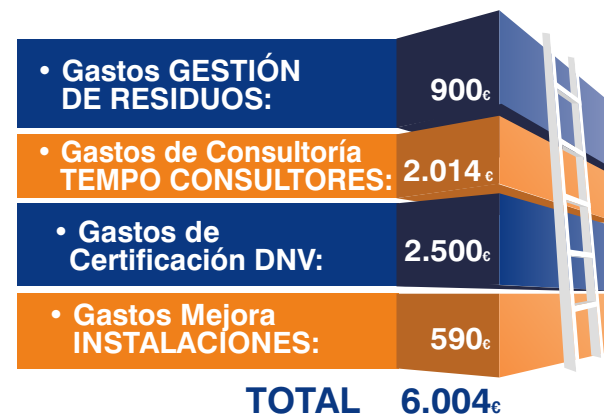 • Gastos GESTIÓN
DE RESIDUOS:
900€
• Gastos de Consultoría
TEMPO CONSULTORES:
2.014 €
• Gastos de
Certificación DNV:
2.500€
• Gastos Mejora
INSTALACIONES:
590€
TOTAL 6.004€